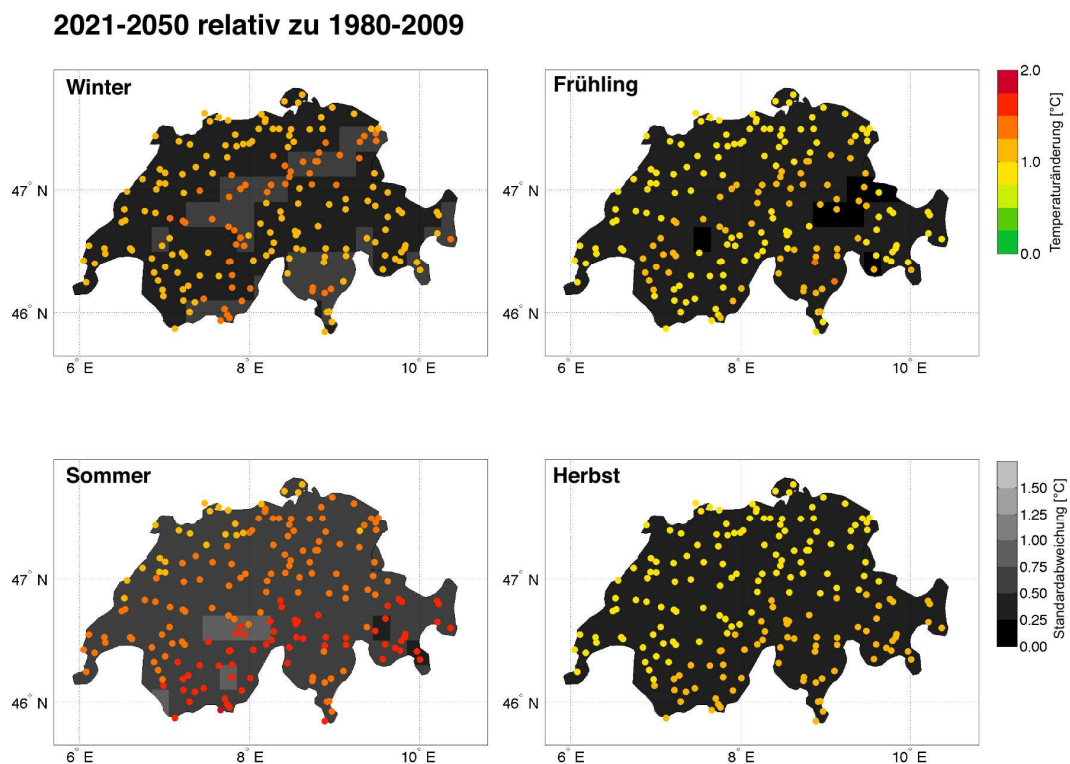 2021-2050 relativ zu 1980-2009
Winter
47° N
46° N
6° E
8° E
10° E
Frühling
6° E
8° E
10° E
2.0
1.0
0.0
Temperaturänderung [°C]
Sommer
47° N
46° N
6° E
8° E
10° E
Herbst
47° N
46° N
6° E
8° E
10° E
1.50
1.25
1.00
0.75
0.50
0.25
0.00
Standardabweichung [°C]